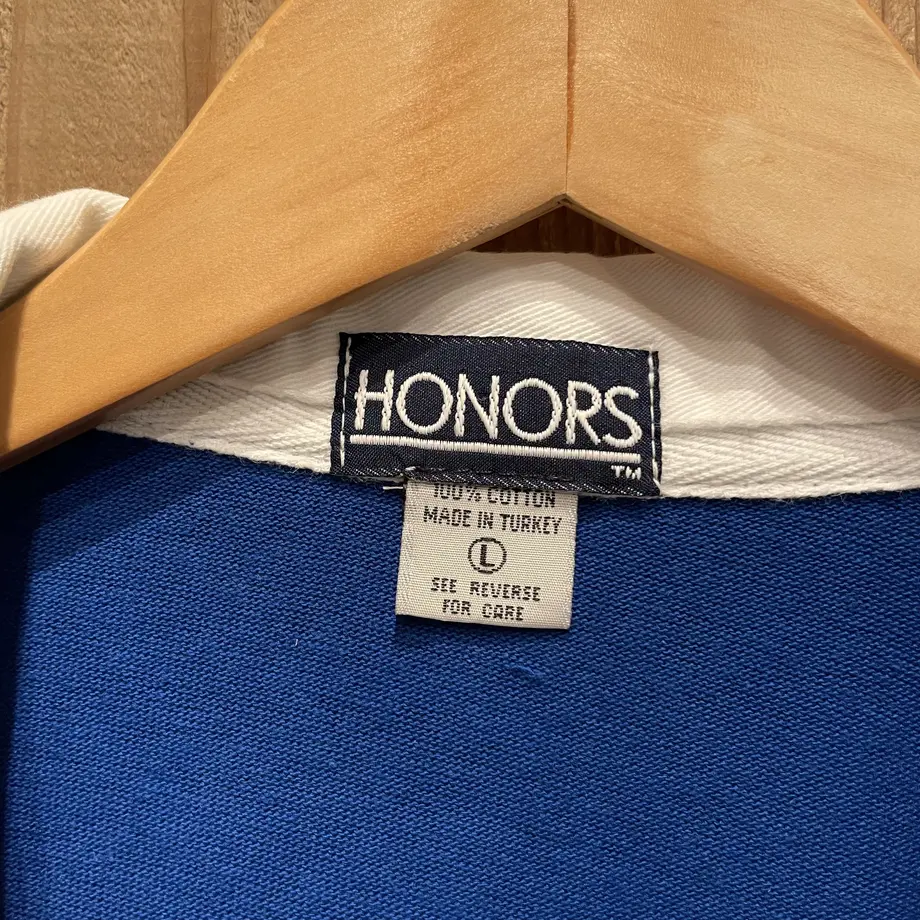 HONORS
TM
100% COTTON
MADE IN TURKEY
L
SEE REVERSE
FOR CARE